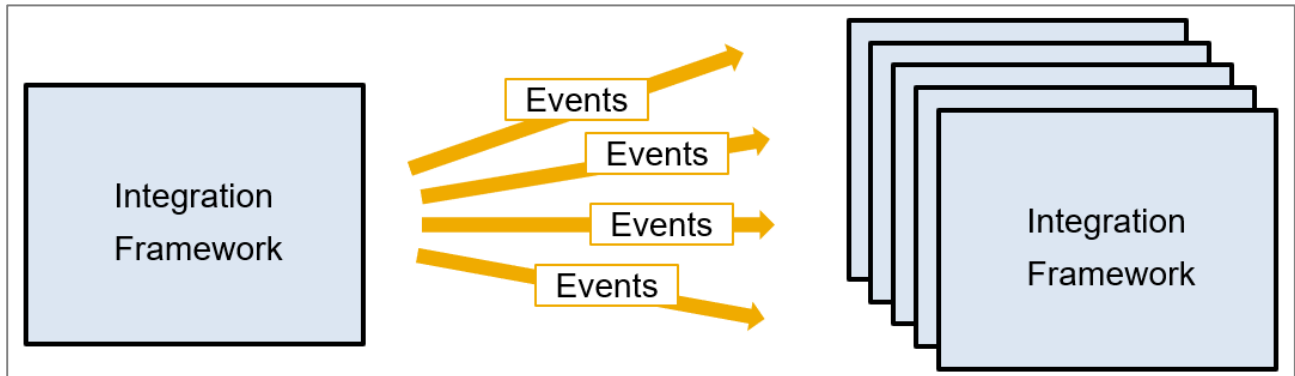 Integration
Framework
Events
Events
Events
Events
Integration
Framework